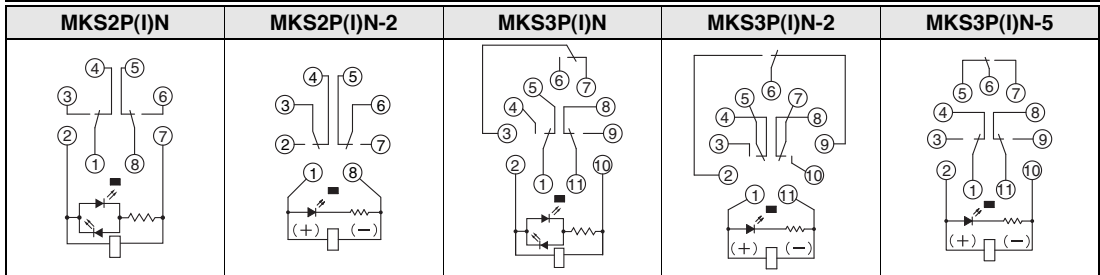 MKS2P(I)N MKS2P(I)N-2 MKS3P(I)N MKS3P(I)N-2 MKS3P(I)N-5
4 5 3 6 2 7 1 8
4 5 3 6 2 7 1 8 (+) (−)
6 7 5 4 8 3 9 2 10 1 11
6 5 7 4 8 3 9 2 10 1 11 (+) (−)
5 6 7 4 8 3 9 2 10 1 11 (+) (−)